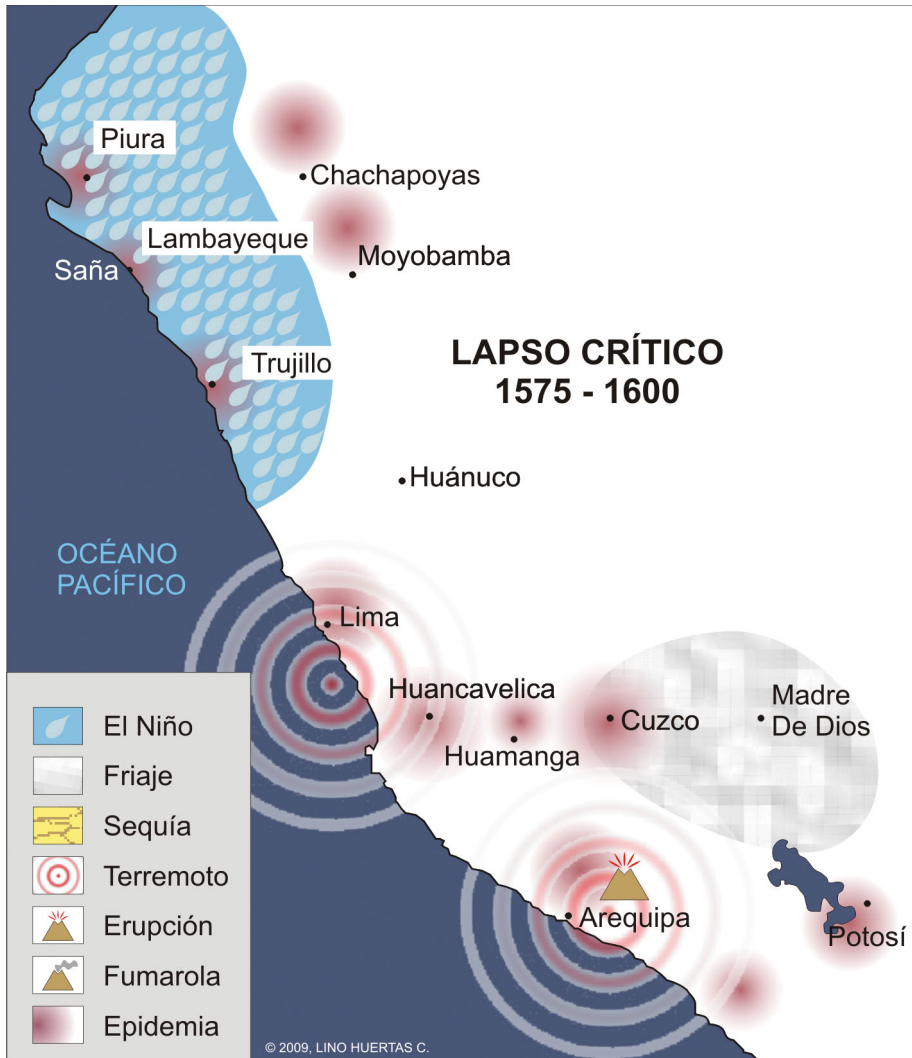 Piura
Chachapoyas
Lambayeque
Moyobamba
Saña
LAPSO CRÍTICO
1575 - 1600
Trujillo
Huánuco
OCÉANO
PACÍFICO
Lima
Huancavelica
Cuzco
Madre
De Dios
Huamanga
Arequipa
Potosí
El Niño
Friaje
Sequía
Terremoto
Erupción
Fumarola
Epidemia
© 2009, LINO HUERTAS C.